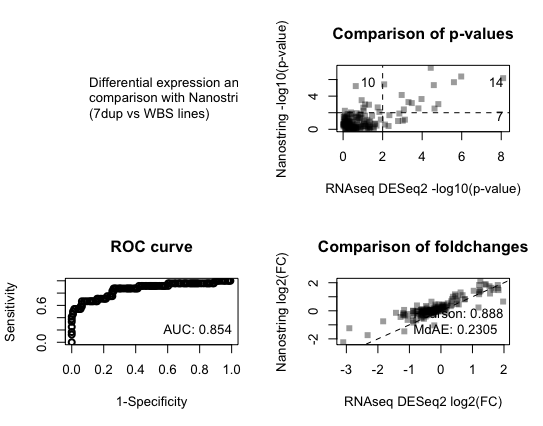 Differential expression an
comparison with Nanostri
(7dup vs WBS lines)
Comparison of p-values
Nanostring -log10(p-value)
0 4
10 14
7
0 2 4 6 8
RNAseq DESeq2 -log10(p-value)
ROC curve
Sensitivity
0.0 0.6
AUC: 0.854
0.0 0.2 0.4 0.6 0.8 1.0
1-Specificity
Comparison of foldchanges
Nanostring log2(FC)
-2 0 2
arson: 0.888
MdAE: 0.2305
-3 -2 -1 0 1 2
RNAseq DESeq2 log2(FC)